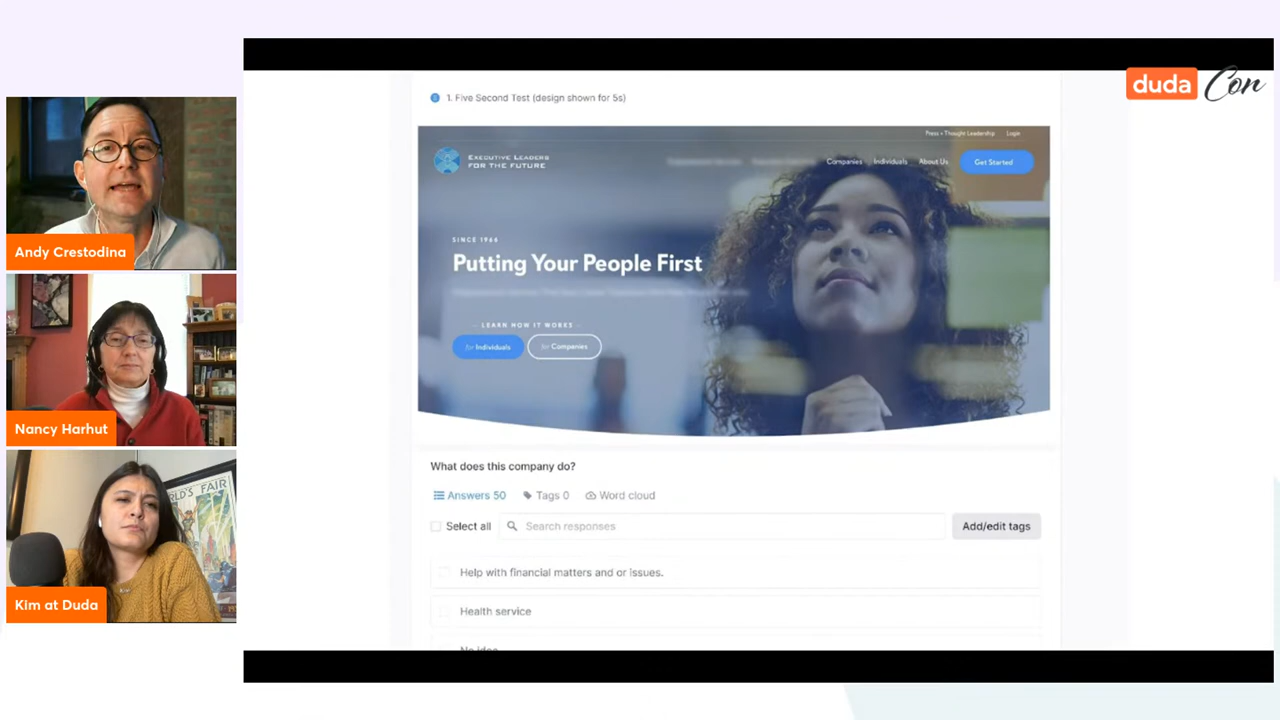 duda Con
1. Five Second Test (design shown for 5s)
Press + Thought Leadership Login
EXECUTIVE LEADERS
FOR THE FUTURE
Companies Individuals About Us Get Started
SINCE 1966
Putting Your People First
LEARN HOW IT WORKS
for Individuals for Companies
What does this company do?
Answers 50 Tags 0 Word cloud
Select all Search responses Add/edit tags
Help with financial matters and or issues.
Health service
No idea
Andy Crestodina
Nancy Harhut
Kim at Duda